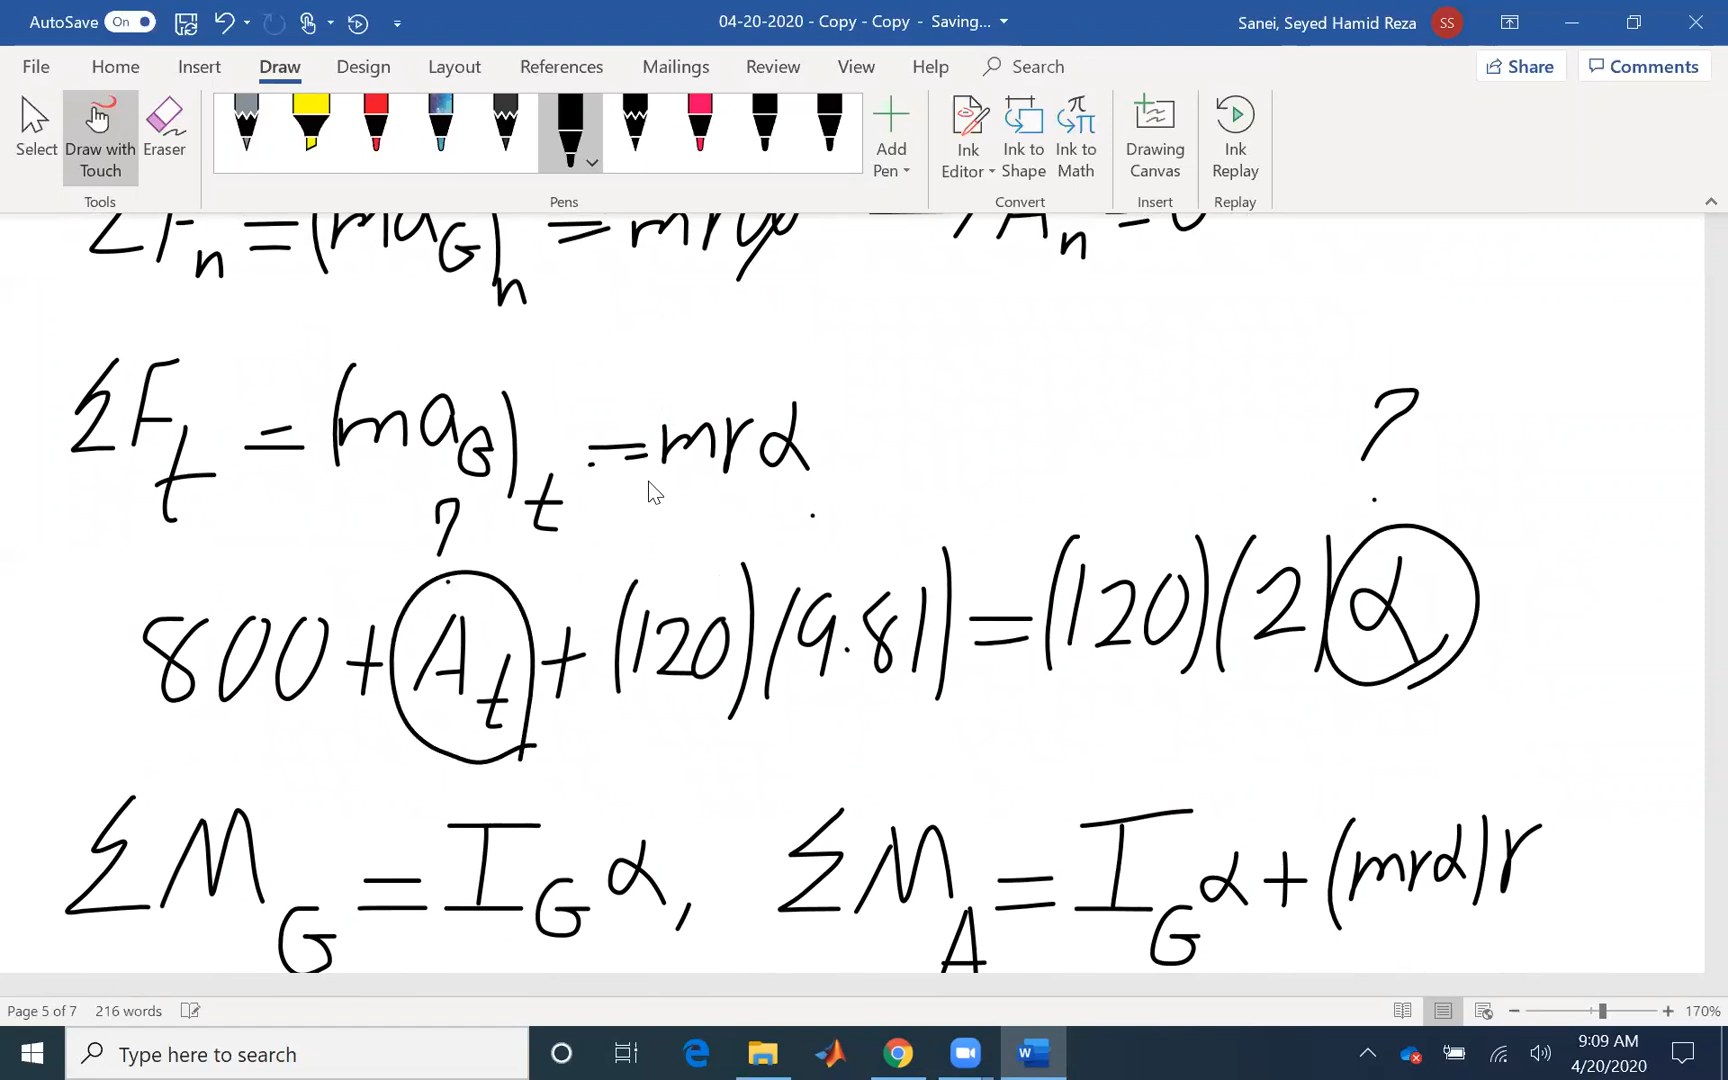 AutoSave On 04-20-2020 - Copy - Copy - Saving... Sanei, Seyed Hamid Reza SS
File Home Insert Draw Design Layout References Mailings Review View Help Search Share Comments
Select Draw with Touch Eraser Add Pen Ink Editor Ink to Shape Ink to Math Drawing Canvas Ink Replay
Tools Pens Convert Insert Replay
ΣF_n = (ma_G)_n = mrω A_n = 0
ΣF_t = (ma_G)_t = mrα
? ?
800 + A_t + (120)(9.81) = (120)(2)α
ΣM_G = I_G α, ΣM_A = I_G α + (mrα)r
Page 5 of 7 216 words 170%
Type here to search 9:09 AM
4/20/2020